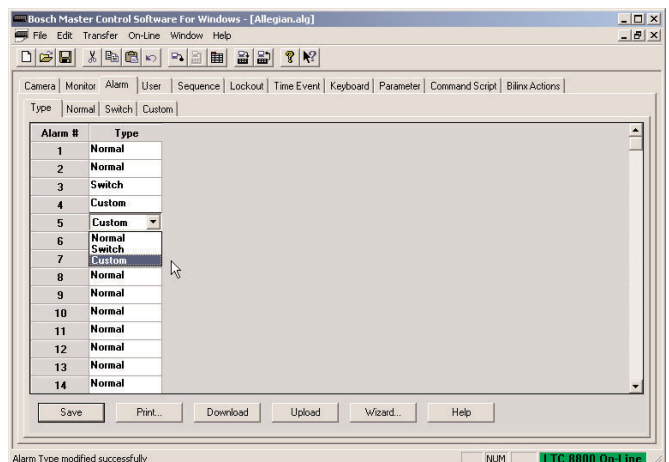 Bosch Master Control Software For Windows - [Allegian.alg]
File Edit Transfer On-Line Window Help
Camera Monitor Alarm User Sequence Lockout Time Event Keyboard Parameter Command Script Bilinx Actions
Type Normal Switch Custom
Alarm # Type
1 Normal
2 Normal
3 Switch
4 Custom
5 Custom
6 Normal
Switch
7 Custom
8 Normal
9 Normal
10 Normal
11 Normal
12 Normal
13 Normal
14 Normal
Save Print... Download Upload Wizard... Help
Alarm Type modified successfully NUM LTC 8800 On-Line